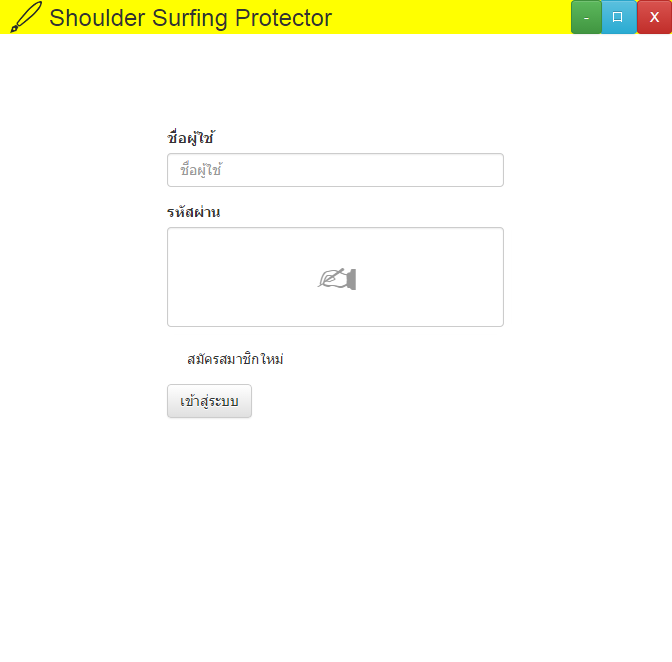 Shoulder Surfing Protector
- □ X
ชื่อผู้ใช้
ชื่อผู้ใช้
รหัสผ่าน
สมัครสมาชิกใหม่
เข้าสู่ระบบ